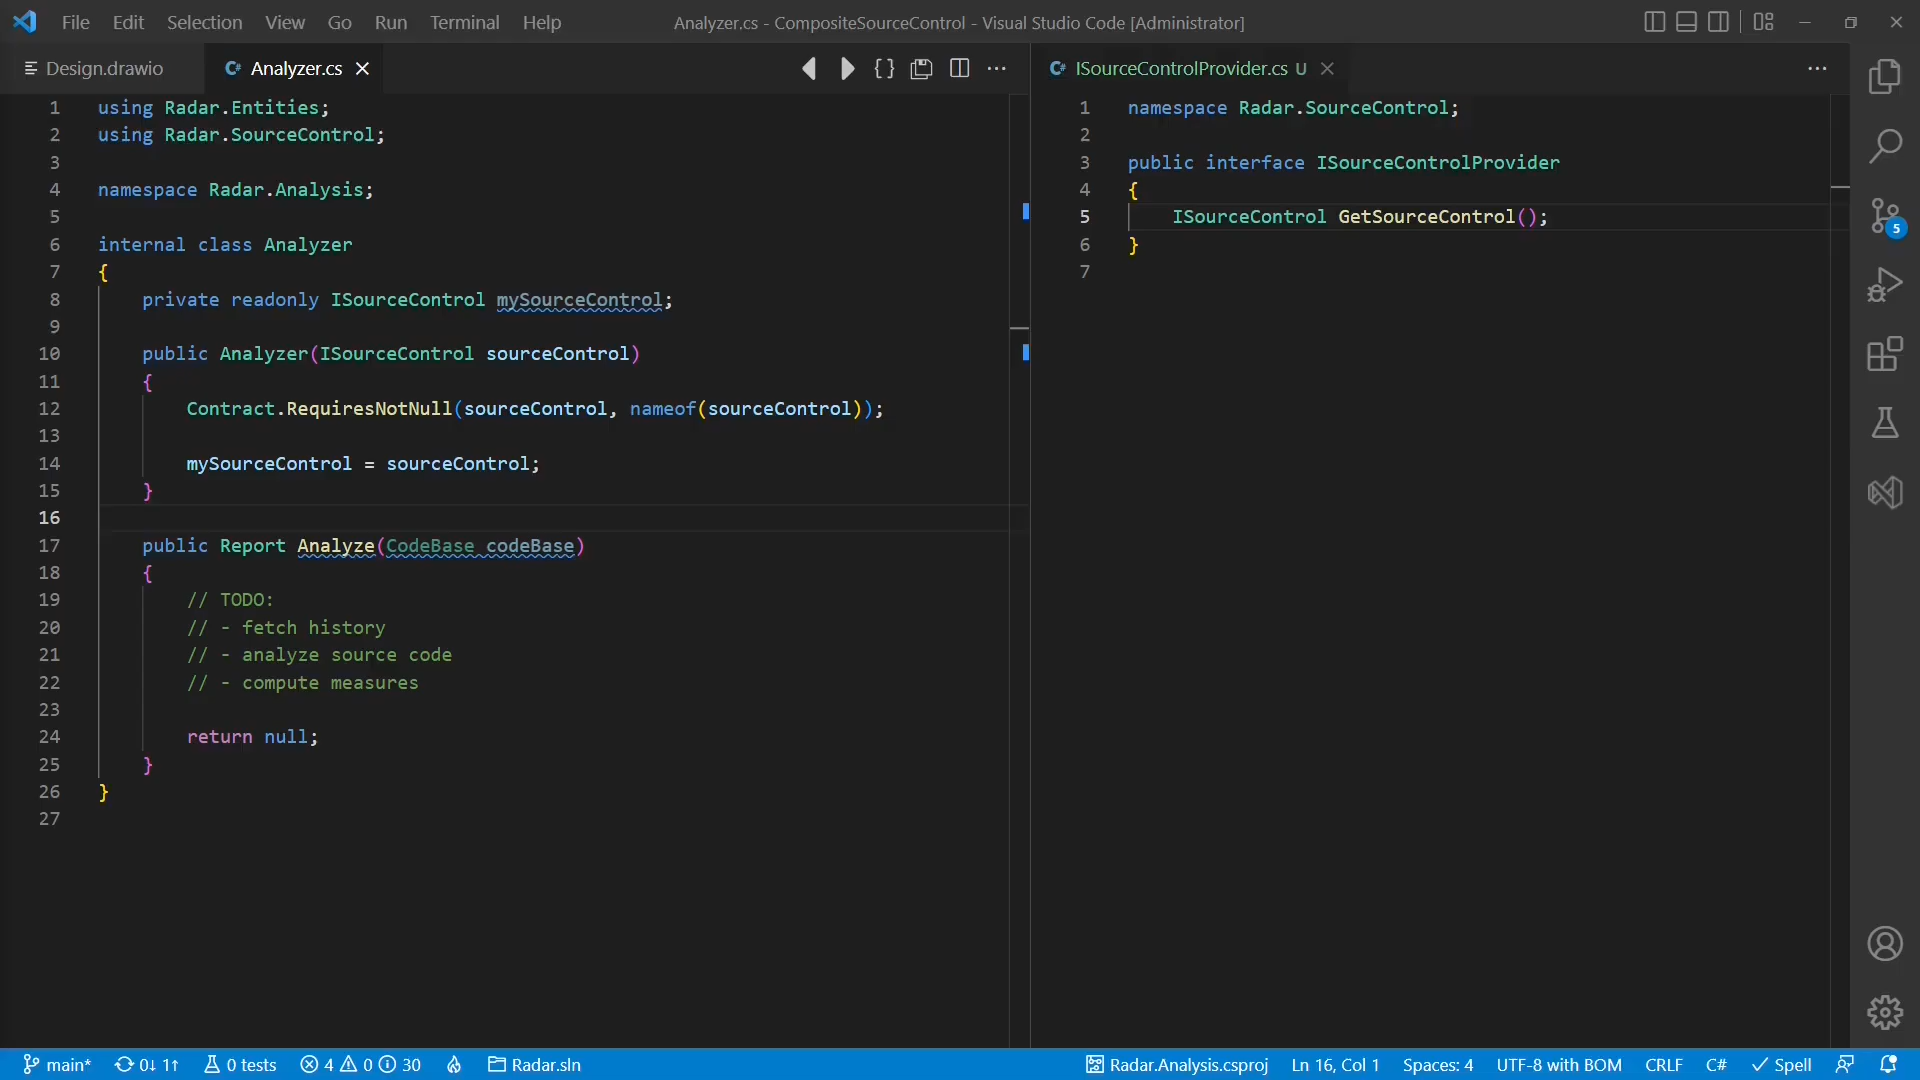 File Edit Selection View Go Run Terminal Help
Analyzer.cs - CompositeSourceControl - Visual Studio Code [Administrator]
Design.drawio
C# Analyzer.cs
1 using Radar.Entities;
2 using Radar.SourceControl;
3
4 namespace Radar.Analysis;
5
6 internal class Analyzer
7 {
8 private readonly ISourceControl mySourceControl;
9
10 public Analyzer(ISourceControl sourceControl)
11 {
12 Contract.RequiresNotNull(sourceControl, nameof(sourceControl));
13
14 mySourceControl = sourceControl;
15 }
16
17 public Report Analyze(CodeBase codeBase)
18 {
19 // TODO:
20 // - fetch history
21 // - analyze source code
22 // - compute measures
23
24 return null;
25 }
26 }
27
C# ISourceControlProvider.cs U
1 namespace Radar.SourceControl;
2
3 public interface ISourceControlProvider
4 {
5 ISourceControl GetSourceControl();
6 }
7
5
main* 0↓ 1↑ 0 tests 4 0 30 Radar.sln
Radar.Analysis.csproj Ln 16, Col 1 Spaces: 4 UTF-8 with BOM CRLF C# Spell